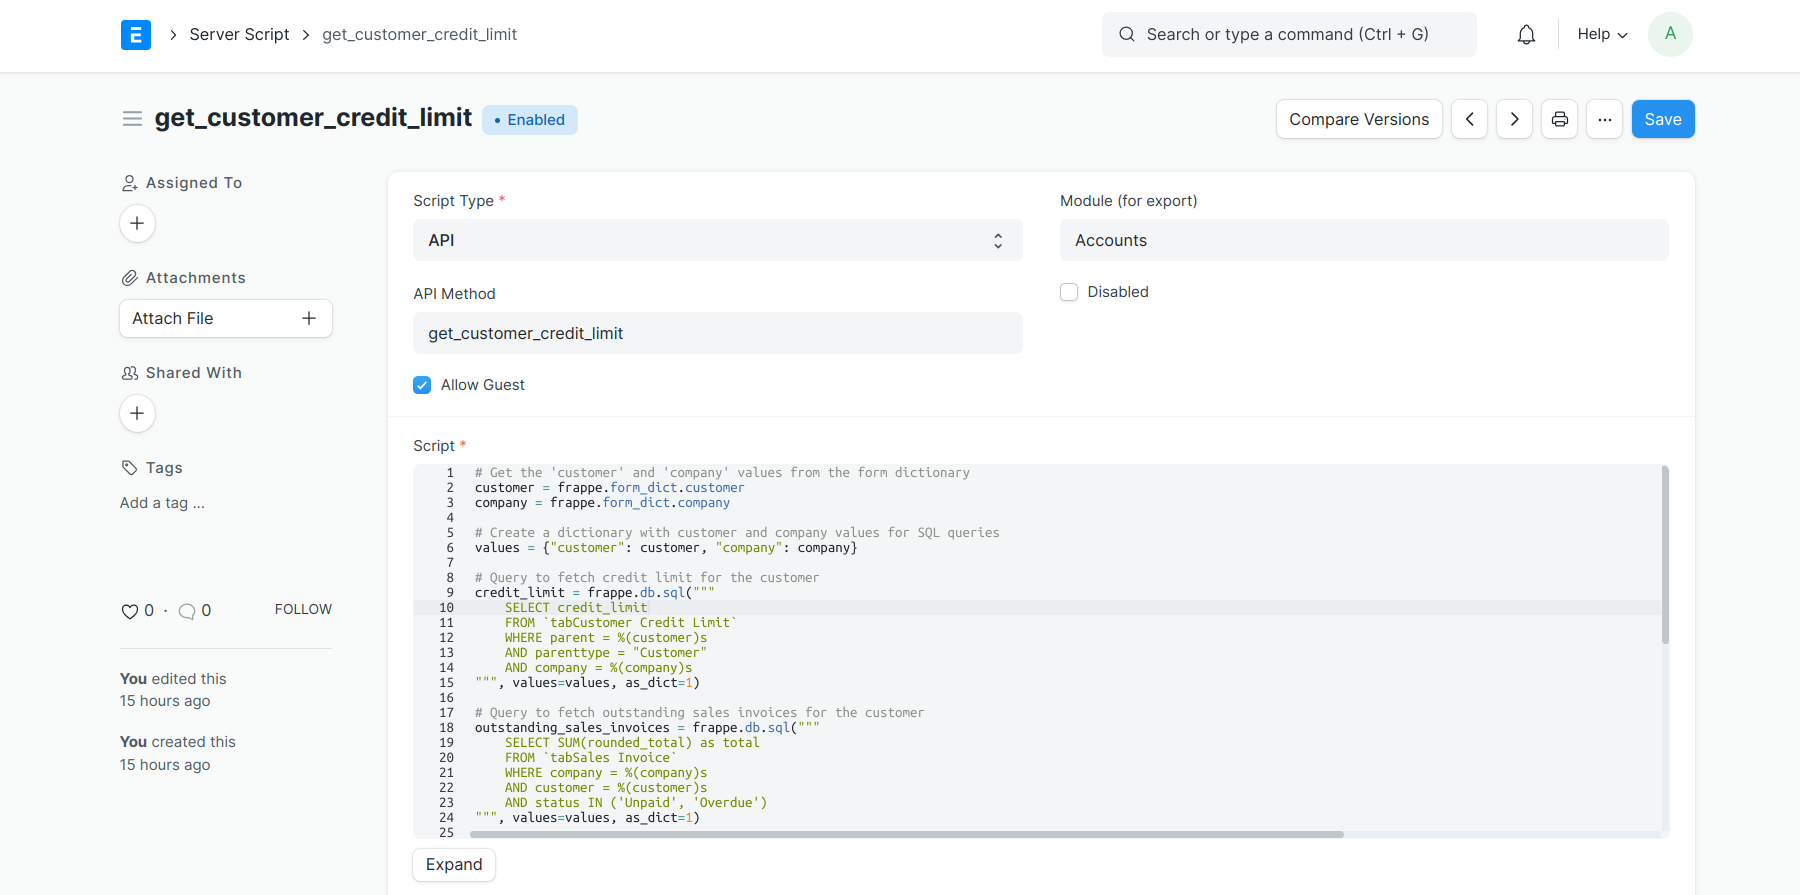 E > Server Script > get_customer_credit_limit
Search or type a command (Ctrl + G)
Help
A
get_customer_credit_limit
• Enabled
Compare Versions
...
Save
Assigned To
+
Attachments
Attach File +
Shared With
+
Tags
Add a tag ...
0 · 0 FOLLOW
You edited this
15 hours ago
You created this
15 hours ago
Script Type *
API
API Method
get_customer_credit_limit
Allow Guest
Module (for export)
Accounts
Disabled
Script *
1 # Get the 'customer' and 'company' values from the form dictionary
2 customer = frappe.form_dict.customer
3 company = frappe.form_dict.company
4
5 # Create a dictionary with customer and company values for SQL queries
6 values = {"customer": customer, "company": company}
7
8 # Query to fetch credit limit for the customer
9 credit_limit = frappe.db.sql("""
10     SELECT credit_limit
11     FROM `tabCustomer Credit Limit`
12     WHERE parent = %(customer)s
13     AND parenttype = "Customer"
14     AND company = %(company)s
15 """, values=values, as_dict=1)
16
17 # Query to fetch outstanding sales invoices for the customer
18 outstanding_sales_invoices = frappe.db.sql("""
19     SELECT SUM(rounded_total) as total
20     FROM `tabSales Invoice`
21     WHERE company = %(company)s
22     AND customer = %(customer)s
23     AND status IN ('Unpaid', 'Overdue')
24 """, values=values, as_dict=1)
25
Expand